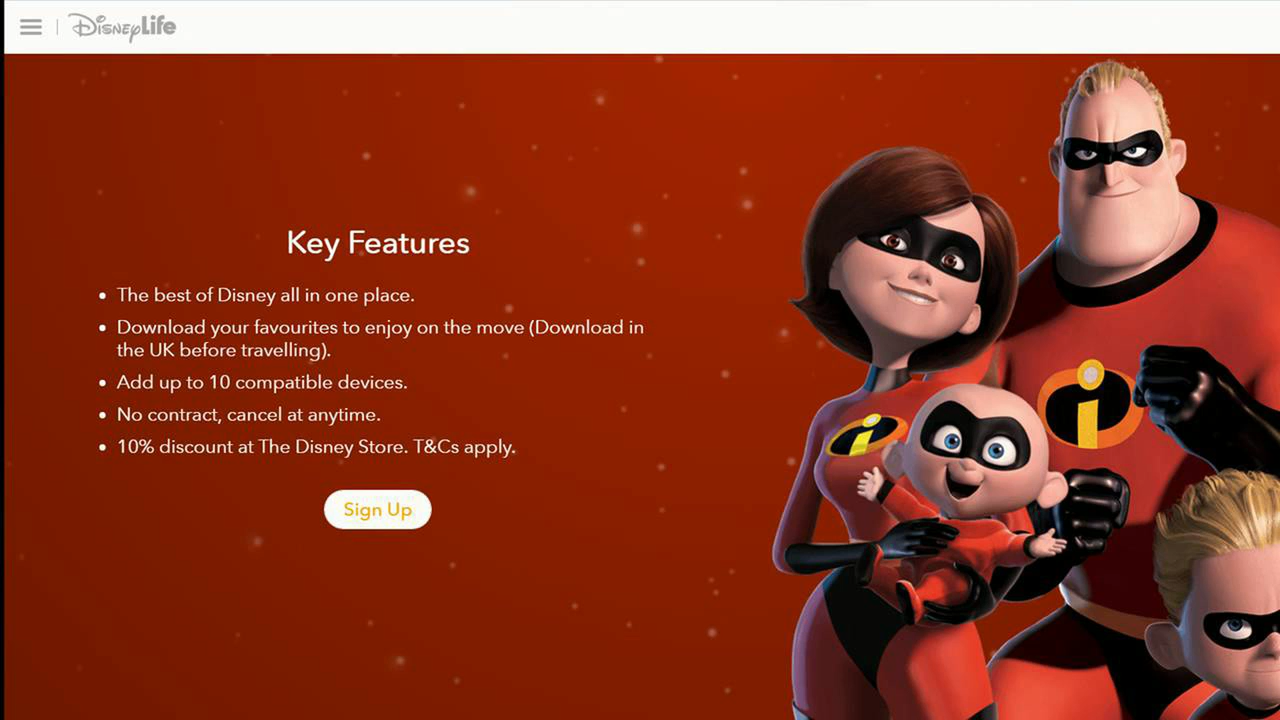 DisneyLife
Key Features
• The best of Disney all in one place.
• Download your favourites to enjoy on the move (Download in
the UK before travelling).
• Add up to 10 compatible devices.
• No contract, cancel at anytime.
• 10% discount at The Disney Store. T&Cs apply.
Sign Up